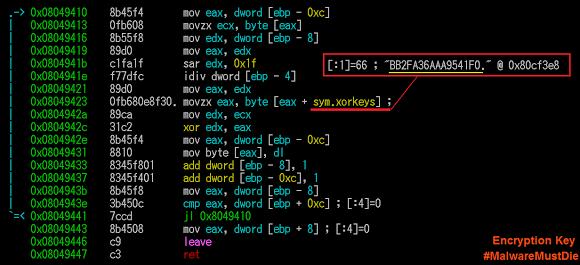 .-> 0x08049410 8b45f4 mov eax, dword [ebp - 0xc]
| 0x08049413 0fb608 movzx ecx, byte [eax]
| 0x08049416 8b55f8 mov edx, dword [ebp - 8]
| 0x08049419 89d0 mov eax, edx
| 0x0804941b c1fa1f sar edx, 0x1f
| 0x0804941e f77dfc idiv dword [ebp - 4]
[:1]=66 ; "BB2FA36AAA9541F0." @ 0x80cf3e8
| 0x08049421 89d0 mov eax, edx
| 0x08049423 0fb680e8f30. movzx eax, byte [eax + sym.xorkeys] ;
| 0x0804942a 89ca mov edx, ecx
| 0x0804942c 31c2 xor edx, eax
| 0x0804942e 8b45f4 mov eax, dword [ebp - 0xc]
| 0x08049431 8810 mov byte [eax], dl
| 0x08049433 8345f801 add dword [ebp - 8], 1
| 0x08049437 8345f401 add dword [ebp - 0xc], 1
| 0x0804943b 8b45f8 mov eax, dword [ebp - 8]
| 0x0804943e 3b450c cmp eax, dword [ebp + 0xc] ; [:4]=0
`=< 0x08049441 7ccd jl 0x8049410
0x08049443 8b4508 mov eax, dword [ebp + 8] ; [:4]=0
0x08049446 c9 leave
0x08049447 c3 ret
Encryption Key
#MalwareMustDie